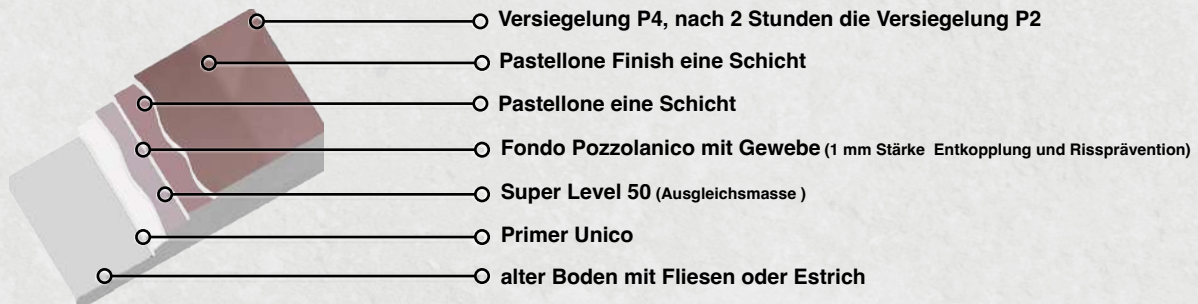 Versiegelung P4, nach 2 Stunden die Versiegelung P2
Pastellone Finish eine Schicht
Pastellone eine Schicht
Fondo Pozzolanico mit Gewebe (1 mm Stärke Entkopplung und Rissprävention)
Super Level 50 (Ausgleichsmasse )
Primer Unico
alter Boden mit Fliesen oder Estrich